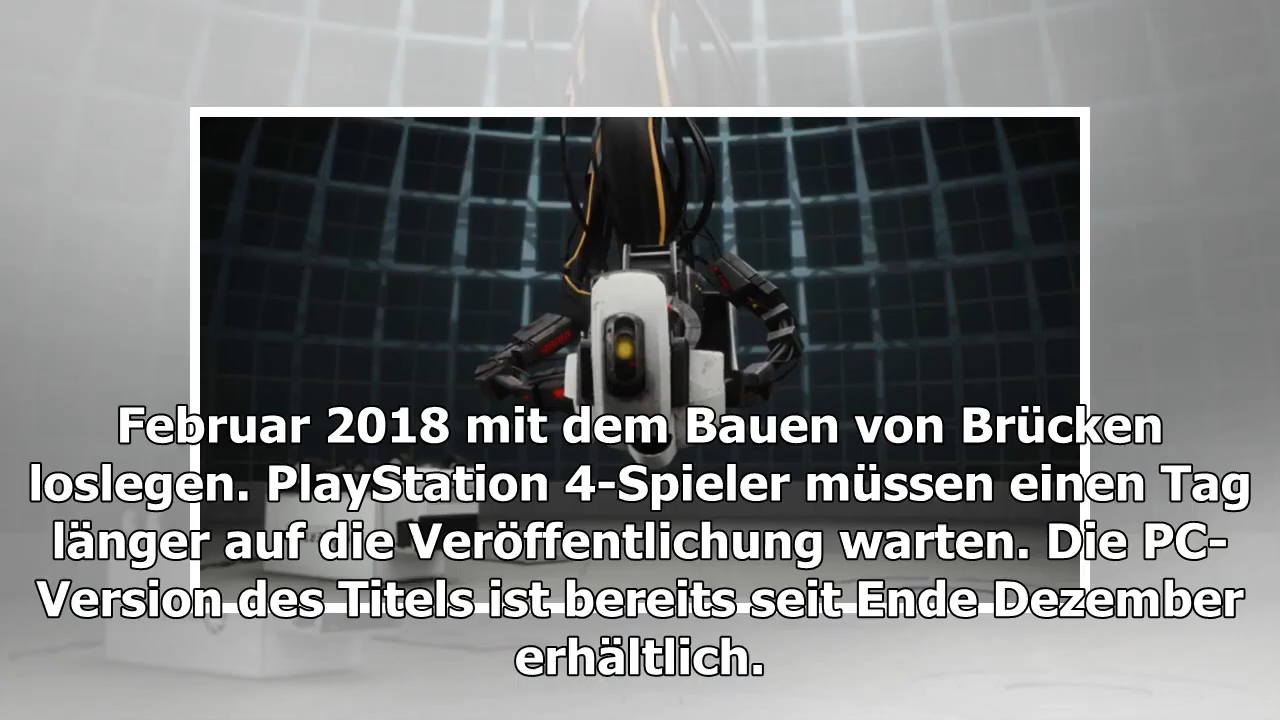 Februar 2018 mit dem Bauen von Brücken
loslegen. PlayStation 4-Spieler müssen einen Tag
länger auf die Veröffentlichung warten. Die PC-
Version des Titels ist bereits seit Ende Dezember
erhältlich.